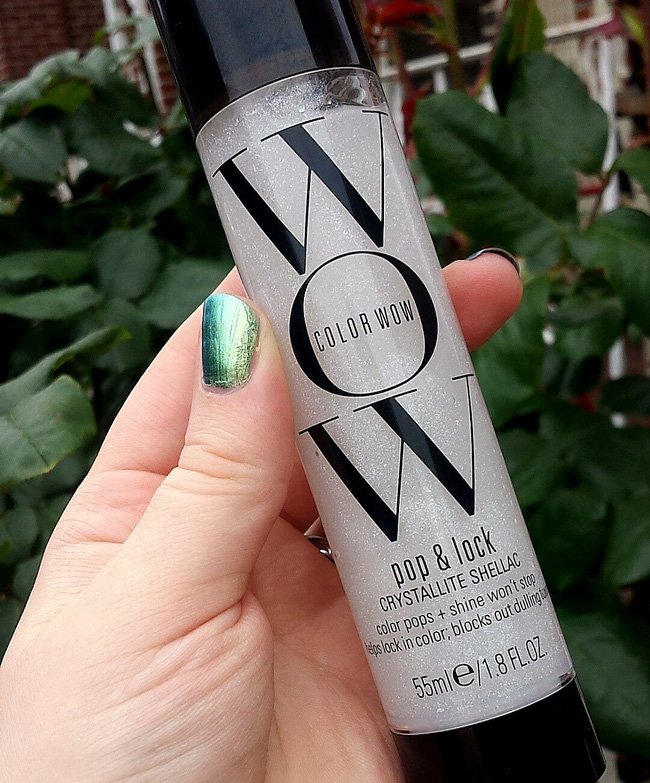 W
O
COLOR WOW
W
pop & lock
CRYSTALLITE SHELLAC
color pops + shine won't stop
helps lock in color; blocks out dulling
55ml e/1.8 FL.OZ.